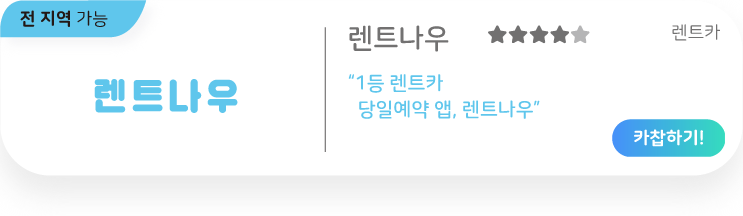 전 지역 가능
렌트나우
렌트나우
렌트카
“1등 렌트카
당일예약 앱, 렌트나우”
카찹하기!